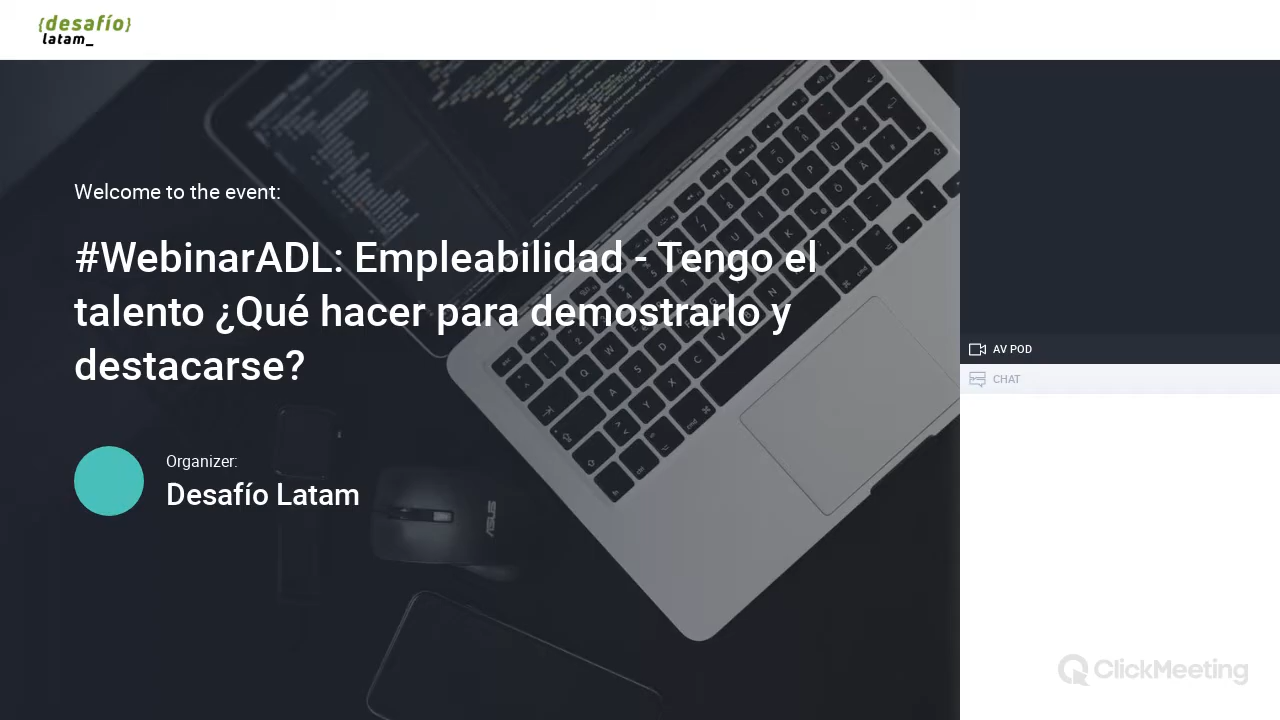 {desafío}
latam_
Welcome to the event:
#WebinarADL: Empleabilidad - Tengo el
talento ¿Qué hacer para demostrarlo y
destacarse?
Organizer:
Desafío Latam
ASUS
AV POD
CHAT
ClickMeeting